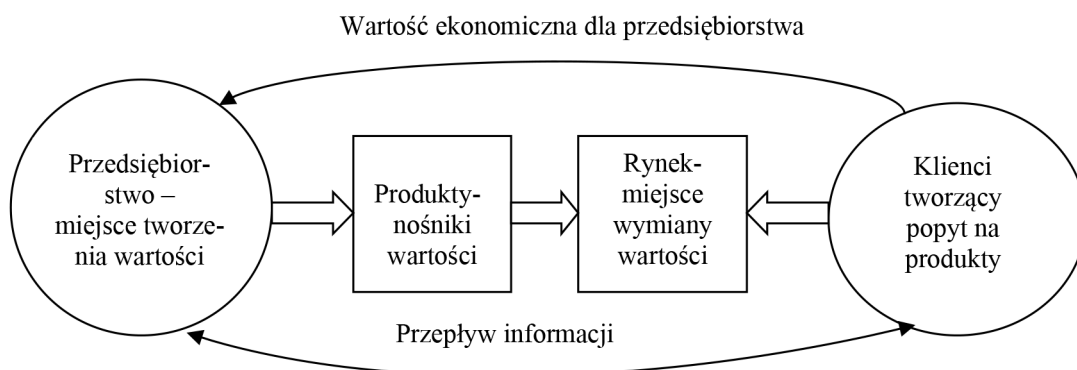 Wartość ekonomiczna dla przedsiębiorstwa
Przedsiębior-
stwo –
miejsce tworze-
nia wartości
Produkty-
nośniki
wartości
Rynek-
miejsce
wymiany
wartości
Klienci
tworzący
popyt na
produkty
Przepływ informacji